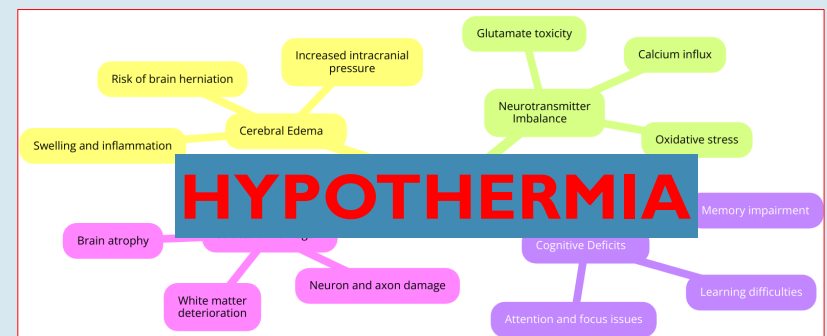 Glutamate toxicity
Increased intracranial
pressure
Calcium influx
Risk of brain herniation
Neurotransmitter
Imbalance
Cerebral Edema
Oxidative stress
Swelling and inflammation
HYPOTHERMIA
Memory impairment
Brain atrophy
Cognitive Deficits
Neuron and axon damage
Learning difficulties
White matter
deterioration
Attention and focus issues